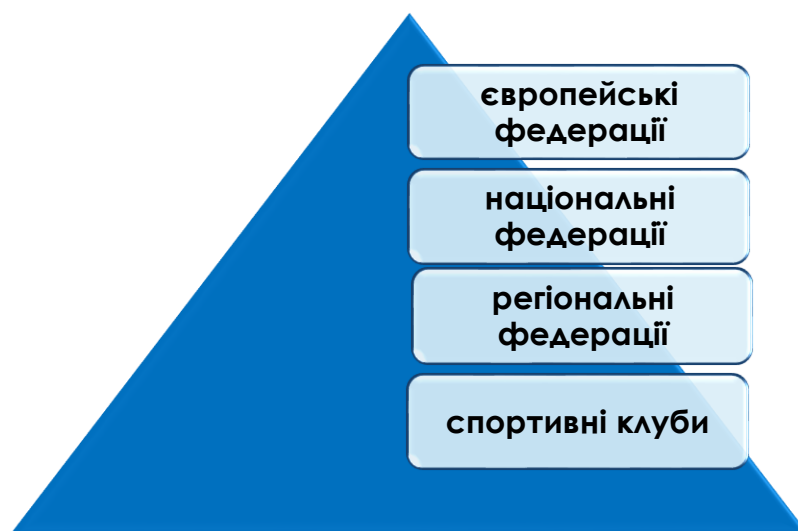 європейські
федерації
національні
федерації
регіональні
федерації
спортивні клуби